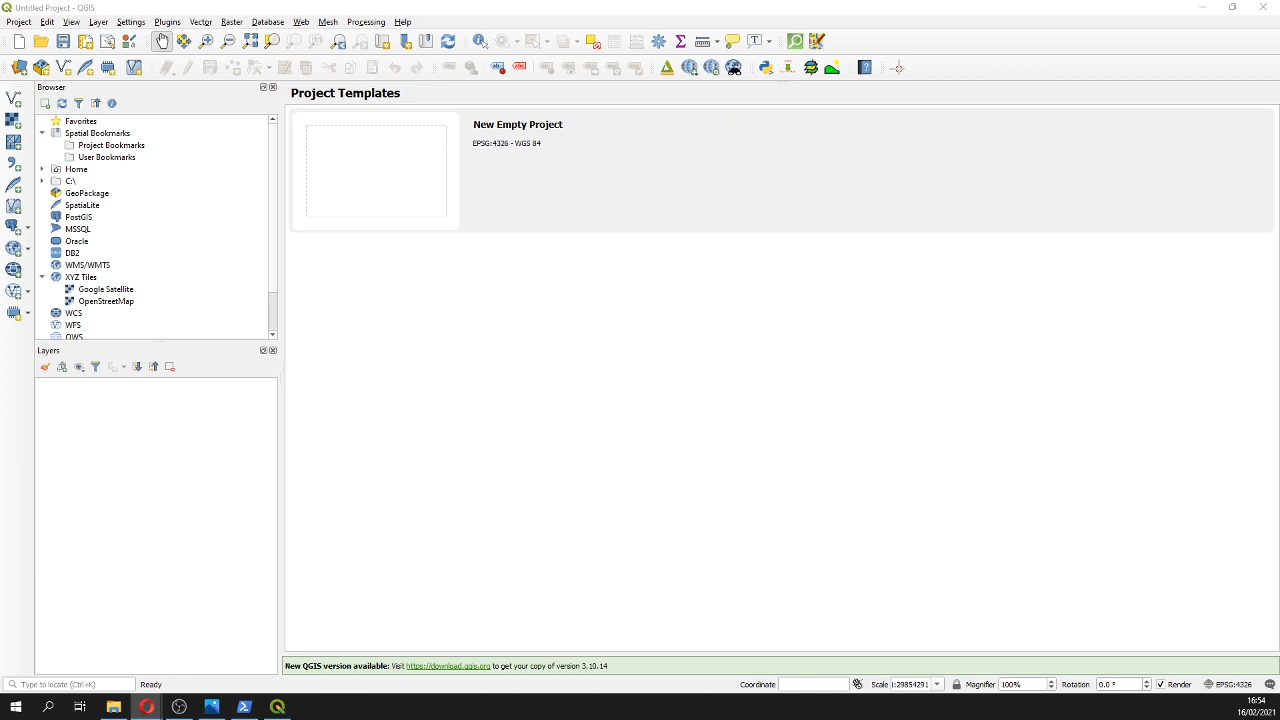 Untitled Project - QGIS
Project Edit View Layer Settings Plugins Vector Raster Database Web Mesh Processing Help
Browser
Favorites
Spatial Bookmarks
Project Bookmarks
User Bookmarks
Home
C:\
GeoPackage
SpatiaLite
PostGIS
MSSQL
Oracle
DB2
WMS/WMTS
XYZ Tiles
Google Satellite
OpenStreetMap
WCS
WFS
OWS
Layers
Project Templates
New Empty Project
EPSG:4326 - WGS 84
New QGIS version available: Visit https://download.qgis.org to get your copy of version 3.10.14
Type to locate (Ctrl+K) Ready Coordinate Scale 1:29854291 Magnifier 100% Rotation 0.0 ° Render EPSG:4326
16:54
16/02/2021